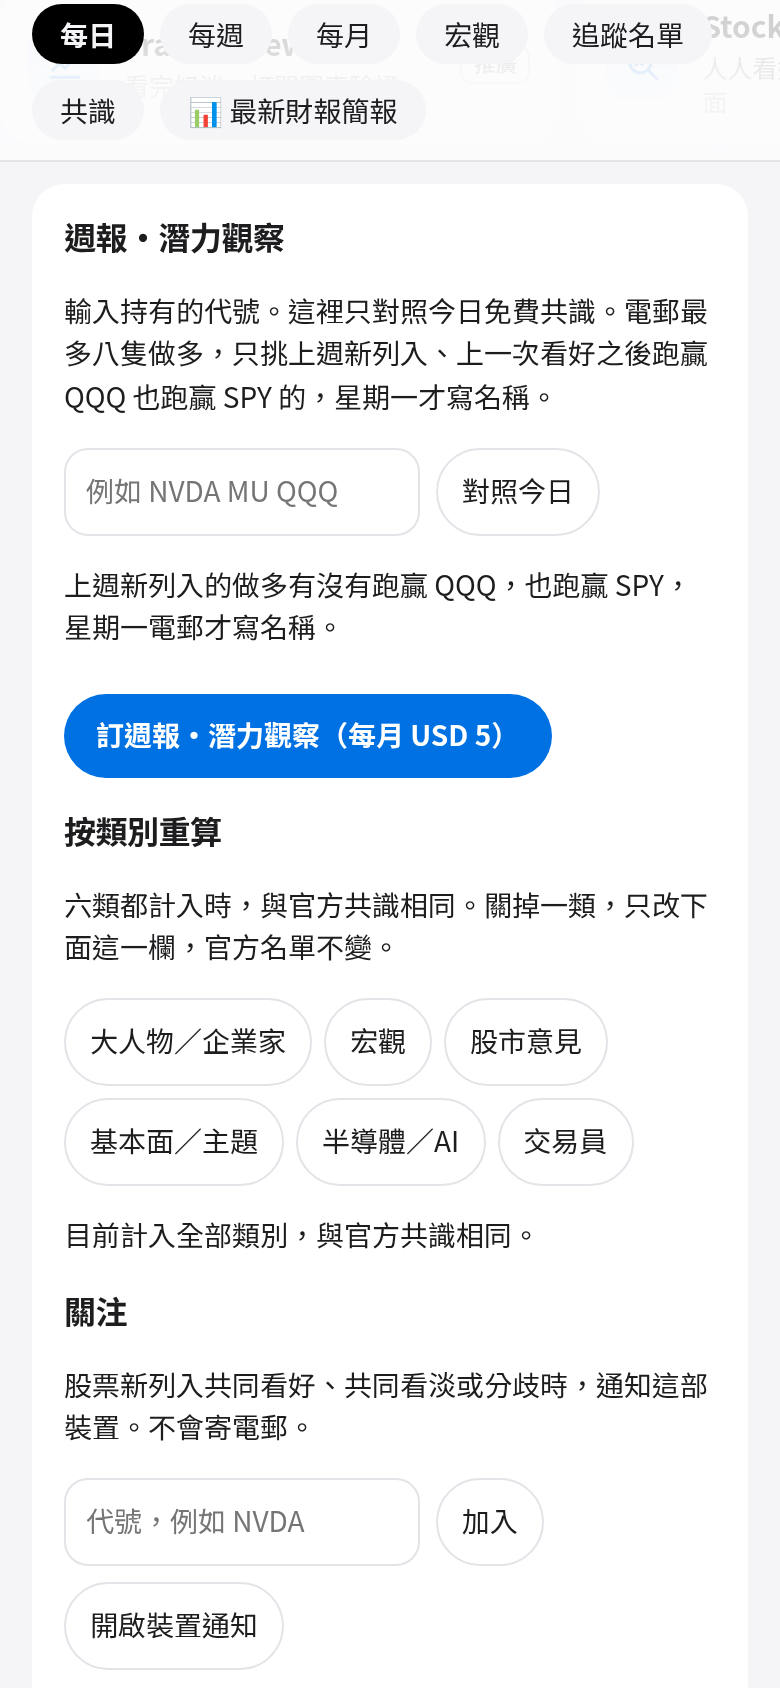 每日
每週
每月
宏觀
追蹤名單
Stock
人人看
面
推廣
共識
📊 最新財報簡報
週報・潛力觀察
輸入持有的代號。這裡只對照今日免費共識。電郵最
多八隻做多，只挑上週新列入、上一次看好之後跑贏
QQQ 也跑贏 SPY 的，星期一才寫名稱。
例如 NVDA MU QQQ
對照今日
上週新列入的做多有沒有跑贏 QQQ，也跑贏 SPY，
星期一電郵才寫名稱。
訂週報・潛力觀察（每月 USD 5）
按類別重算
六類都計入時，與官方共識相同。關掉一類，只改下
面這一欄，官方名單不變。
大人物／企業家
宏觀
股市意見
基本面／主題
半導體／AI
交易員
目前計入全部類別，與官方共識相同。
關注
股票新列入共同看好、共同看淡或分歧時，通知這部
裝置。不會寄電郵。
代號，例如 NVDA
加入
開啟裝置通知